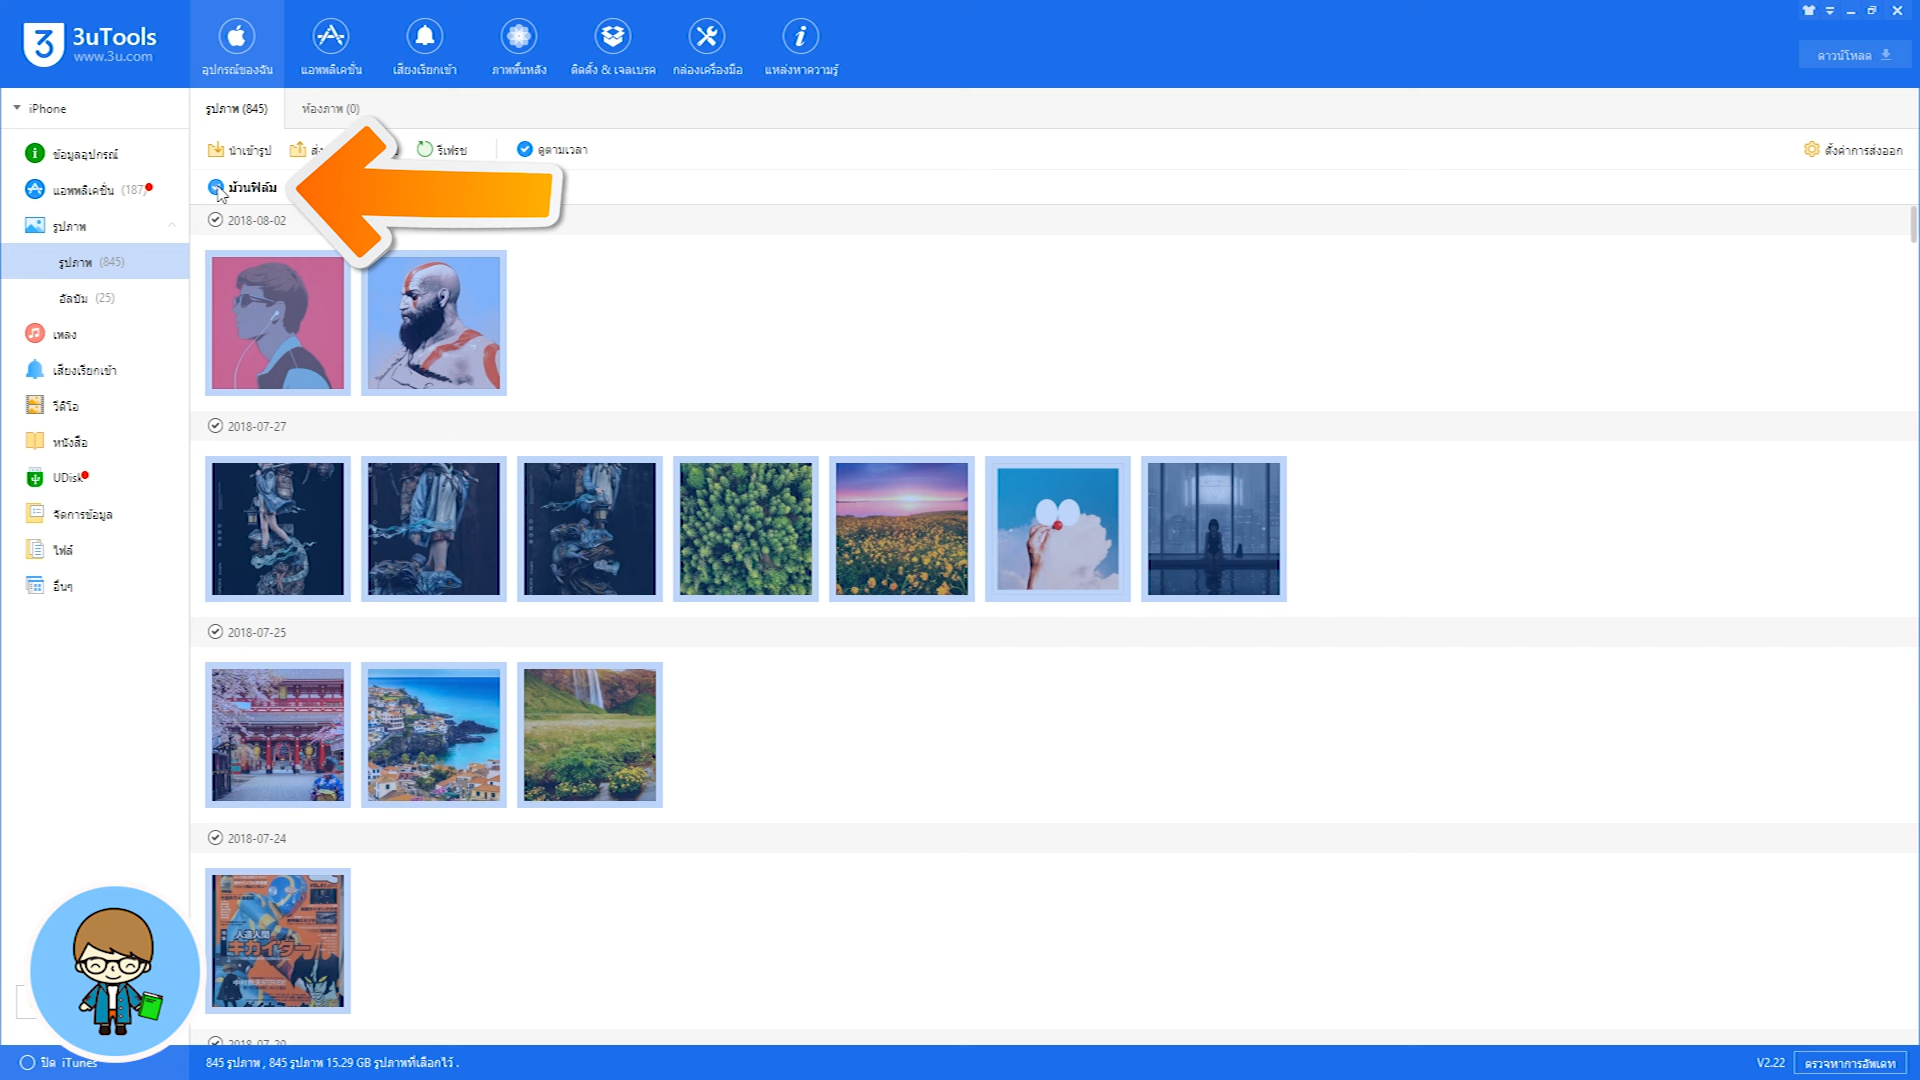 3uTools
www.3u.com
อุปกรณ์ของฉัน
แอพพลิเคชั่น
เสียงเรียกเข้า
ภาพพื้นหลัง
ติดตั้ง & เจลเบรค
กล่องเครื่องมือ
แหล่งหาความรู้
ดาวน์โหลด
iPhone
รูปภาพ (845)
ห้องภาพ (0)
นำเข้ารูป
รีเฟรช
ดูตามเวลา
ตั้งค่าการส่งออก
ม้วนฟิล์ม
ข้อมูลอุปกรณ์
แอพพลิเคชั่น (187)
รูปภาพ
รูปภาพ (845)
อัลบัม (25)
เพลง
เสียงเรียกเข้า
วีดีโอ
หนังสือ
UDisk
จัดการข้อมูล
ไฟล์
อื่นๆ
2018-08-02
2018-07-27
2018-07-25
2018-07-24
人造人間
キカイダー
2018-07-20
ปิด iTunes
845 รูปภาพ , 845 รูปภาพ 15.29 GB รูปภาพที่เลือกไว้ .
V2.22
ตรวจหาการอัพเดท